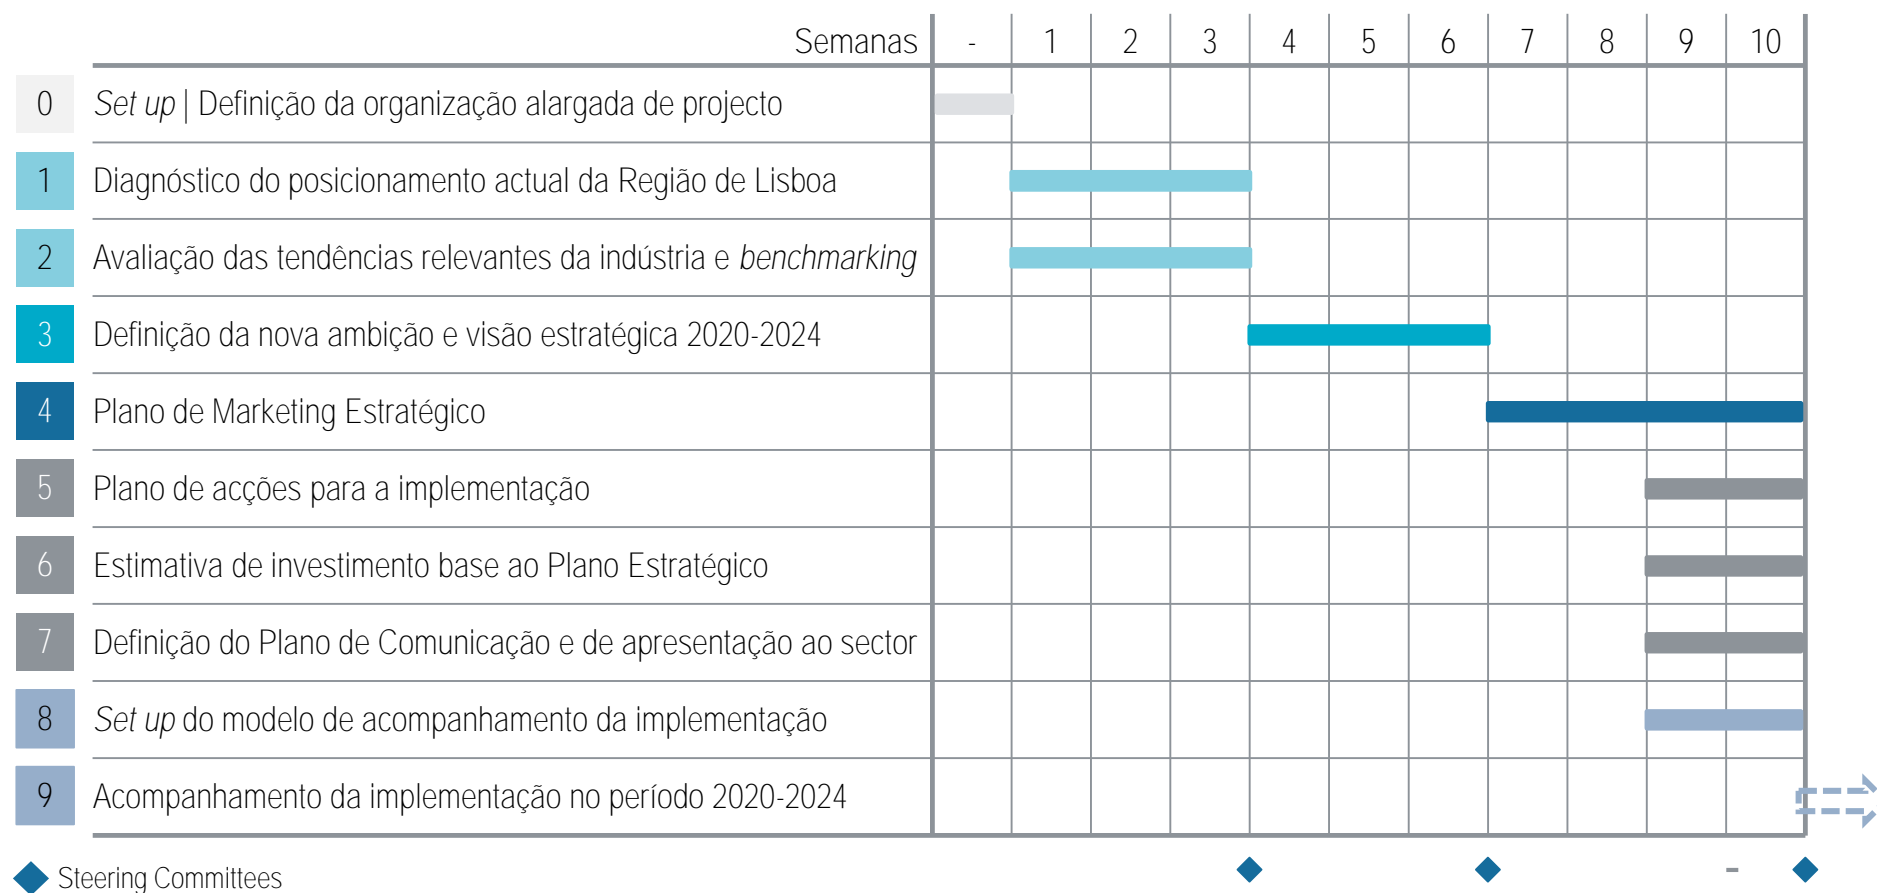 Semanas - 1 2 3 4 5 6 7 8 9 10
0 Set up | Definição da organização alargada de projecto
1 Diagnóstico do posicionamento actual da Região de Lisboa
2 Avaliação das tendências relevantes da indústria e benchmarking
3 Definição da nova ambição e visão estratégica 2020-2024
4 Plano de Marketing Estratégico
5 Plano de acções para a implementação
6 Estimativa de investimento base ao Plano Estratégico
7 Definição do Plano de Comunicação e de apresentação ao sector
8 Set up do modelo de acompanhamento da implementação
9 Acompanhamento da implementação no período 2020-2024
Steering Committees -